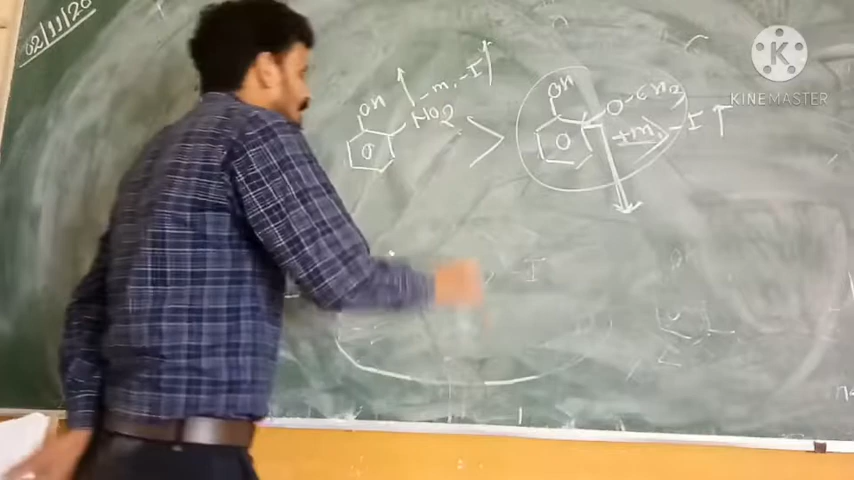 02/11/20
OH
NO2
-m, -I
>
OH
O-CH3
+m, -I
KINEMASTER